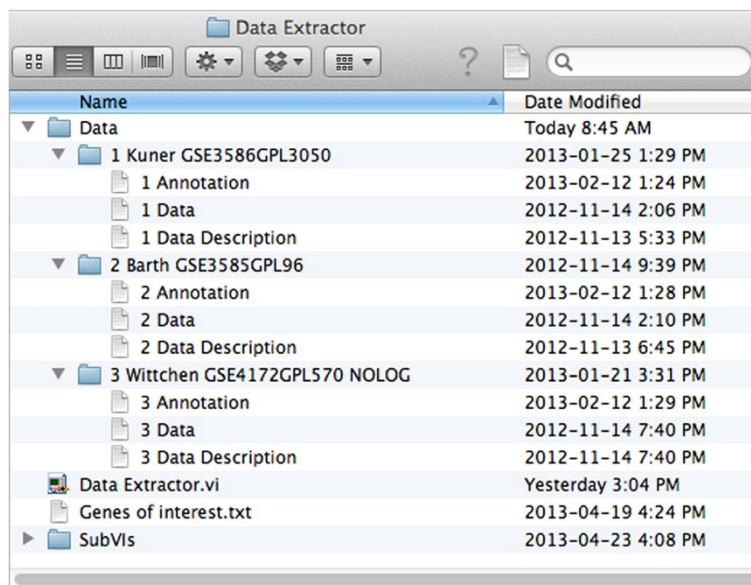 Data Extractor
?
Name Date Modified
Data Today 8:45 AM
1 Kuner GSE3586GPL3050 2013-01-25 1:29 PM
1 Annotation 2013-02-12 1:24 PM
1 Data 2012-11-14 2:06 PM
1 Data Description 2012-11-13 5:33 PM
2 Barth GSE3585GPL96 2012-11-14 9:39 PM
2 Annotation 2013-02-12 1:28 PM
2 Data 2012-11-14 2:10 PM
2 Data Description 2012-11-13 6:45 PM
3 Wittchen GSE4172GPL570 NOLOG 2013-01-21 3:31 PM
3 Annotation 2013-02-12 1:29 PM
3 Data 2012-11-14 7:40 PM
3 Data Description 2012-11-14 7:40 PM
Data Extractor.vi Yesterday 3:04 PM
Genes of interest.txt 2013-04-19 4:24 PM
SubVIs 2013-04-23 4:08 PM